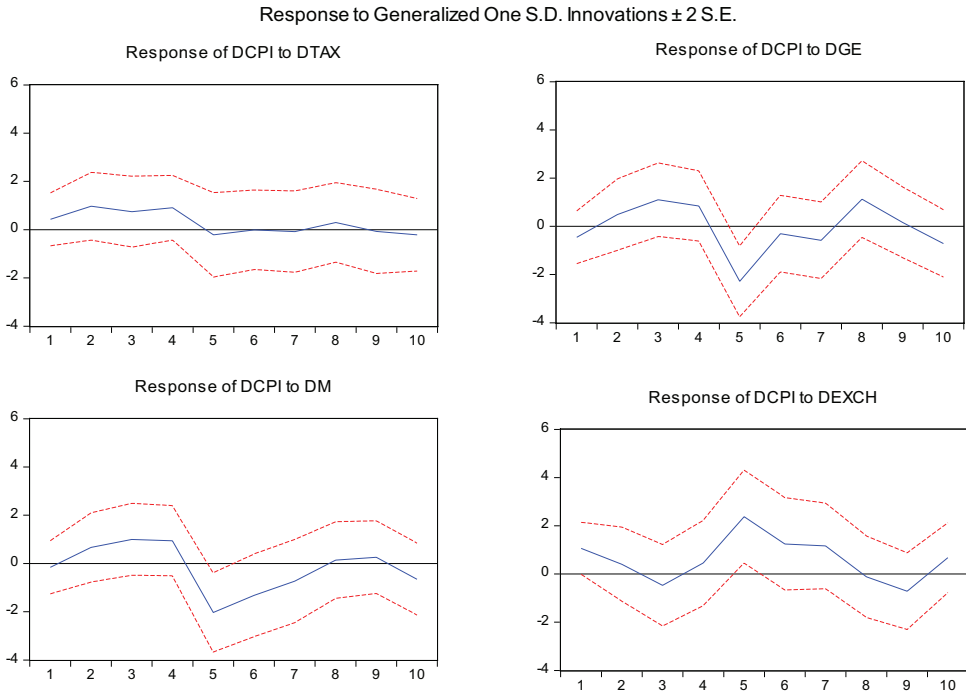 Response to Generalized One S.D. Innovations ± 2 S.E.
Response of DCPI to DTAX
6
4
2
0
-2
-4
1 2 3 4 5 6 7 8 9 10
Response of DCPI to DGE
6
4
2
0
-2
-4
1 2 3 4 5 6 7 8 9 10
Response of DCPI to DM
6
4
2
0
-2
-4
1 2 3 4 5 6 7 8 9 10
Response of DCPI to DEXCH
6
4
2
0
-2
-4
1 2 3 4 5 6 7 8 9 10